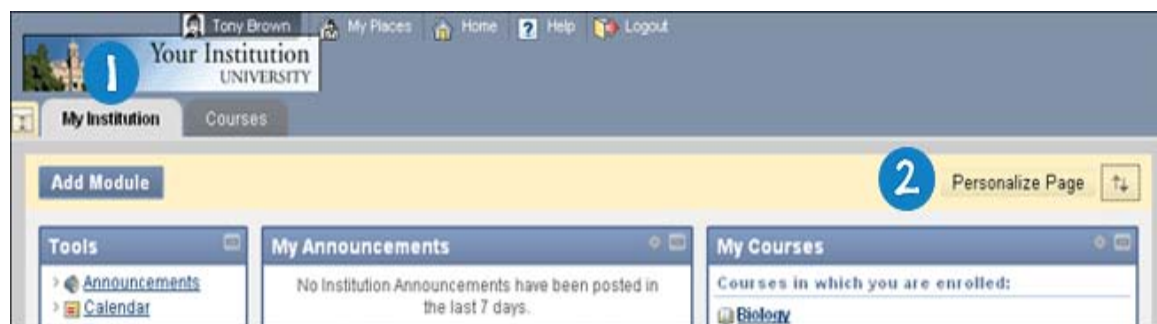 Tony Brown My Places Home Help Logout
Your Institution
UNIVERSITY
1
My Institution Courses
Add Module 2 Personalize Page
Tools My Announcements My Courses
Announcements No Institution Announcements have been posted in Courses in which you are enrolled:
Calendar the last 7 days. Biology